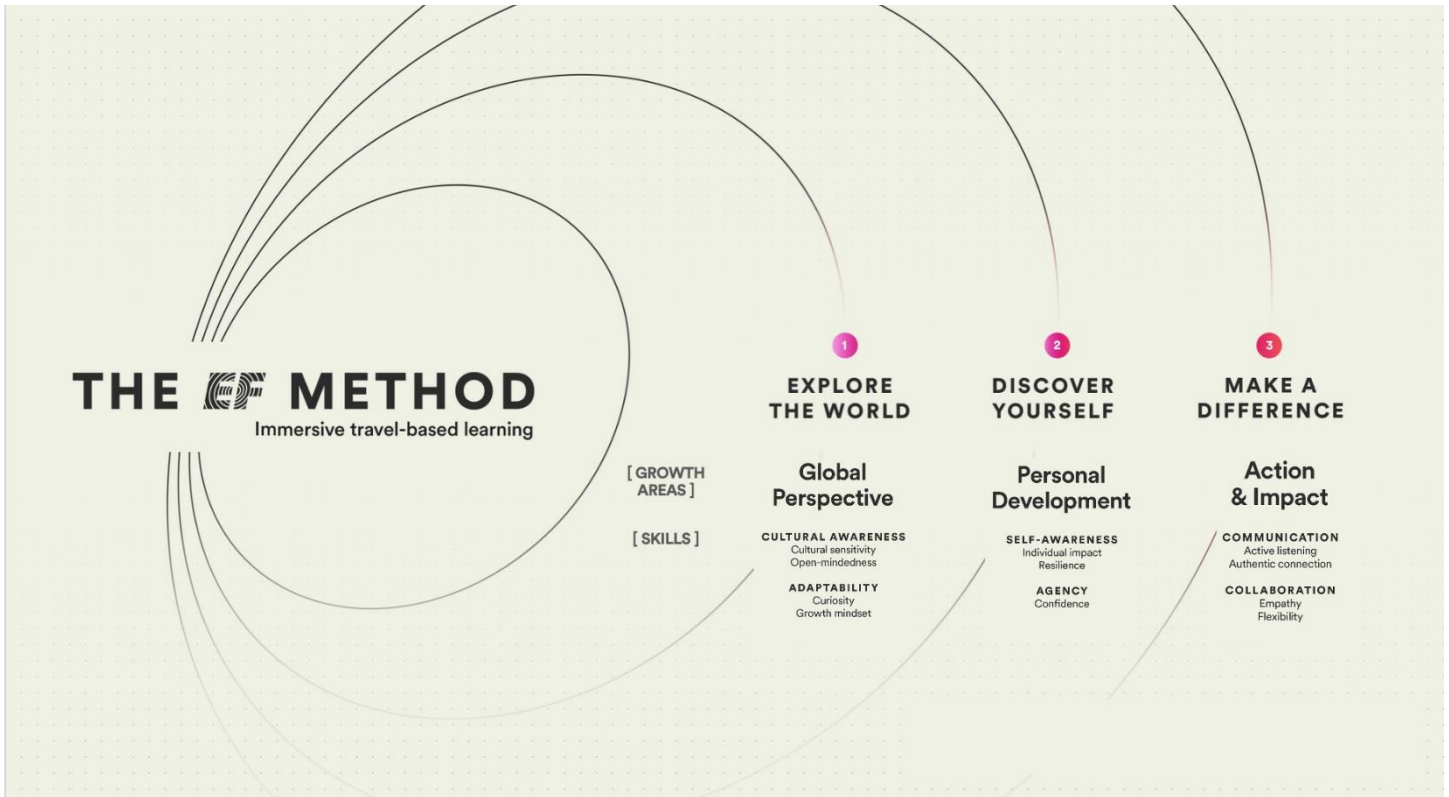 THE EF METHOD
Immersive travel-based learning
1
EXPLORE
THE WORLD
2
DISCOVER
YOURSELF
3
MAKE A
DIFFERENCE
[ GROWTH
AREAS ]
Global
Perspective
Personal
Development
Action
& Impact
[ SKILLS ]
CULTURAL AWARENESS
Cultural sensitivity
Open-mindedness
ADAPTABILITY
Curiosity
Growth mindset
SELF-AWARENESS
Individual impact
Resilience
AGENCY
Confidence
COMMUNICATION
Active listening
Authentic connection
COLLABORATION
Empathy
Flexibility